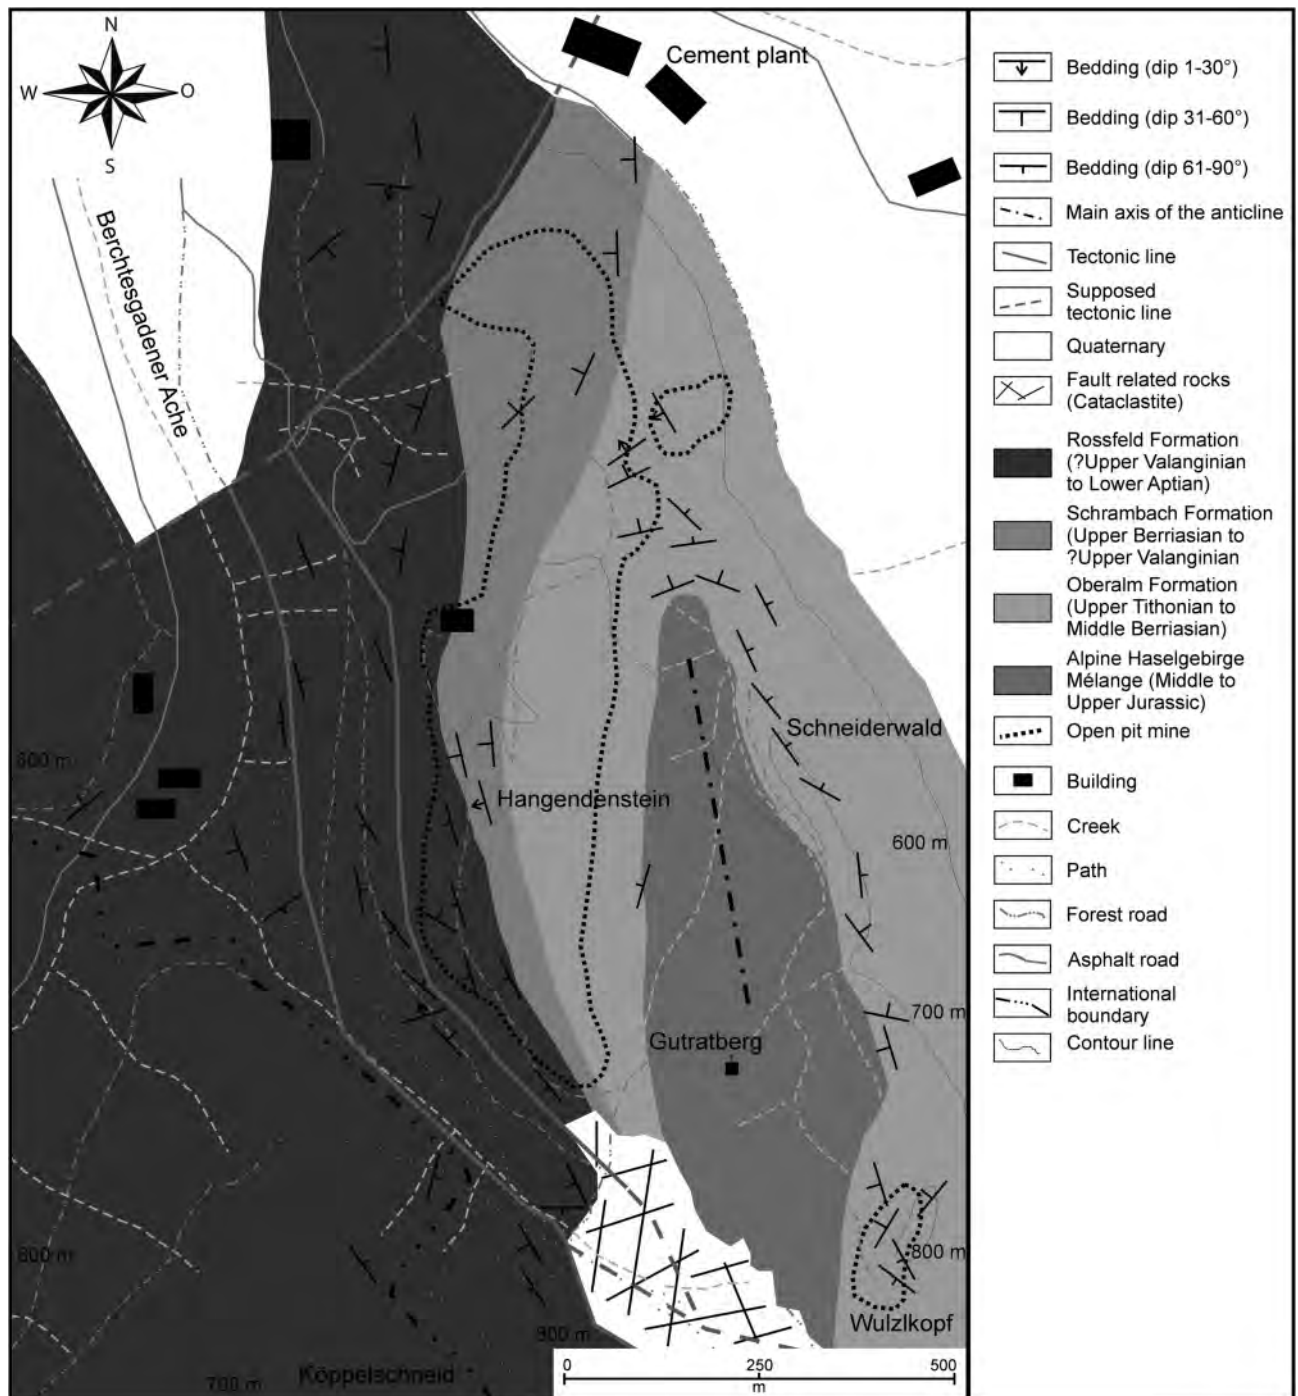 N
W
O
S
Cement plant
Berchtesgadener Ache
Schneiderwald
600 m
Hangendenstein
600 m
700 m
Gutratberg
600 m
800 m
Wulzlkopf
800 m
Köppelschneid
700 m
0
250
500
m
Bedding (dip 1-30°)
Bedding (dip 31-60°)
Bedding (dip 61-90°)
Main axis of the anticline
Tectonic line
Supposed
tectonic line
Quaternary
Fault related rocks
(Cataclastite)
Rossfeld Formation
(?Upper Valanginian
to Lower Aptian)
Schrambach Formation
(Upper Berriasian to
?Upper Valanginian
Oberalm Formation
(Upper Tithonian to
Middle Berriasian)
Alpine Haselgebirge
Mélange (Middle to
Upper Jurassic)
Open pit mine
Building
Creek
Path
Forest road
Asphalt road
International
boundary
Contour line